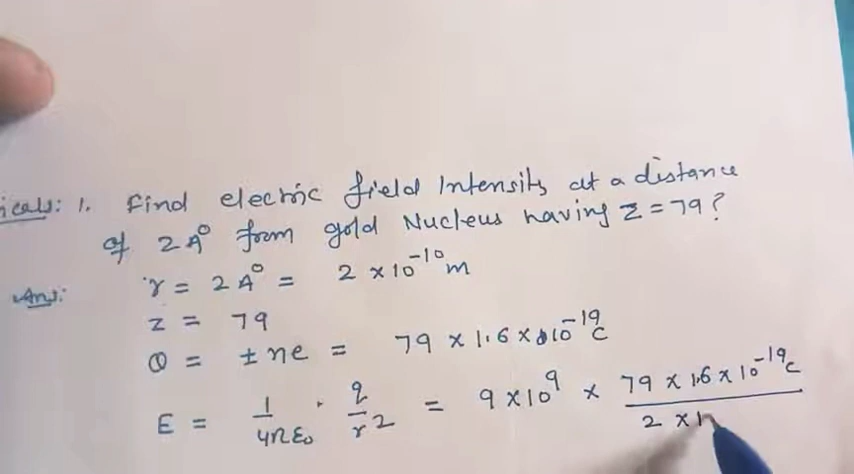 icals: 1. Find electric field Intensity at a distance
of 2A° from gold Nucleus having Z = 79?
Ans: r = 2A° = 2 × 10⁻¹⁰ m
Z = 79
Q = ± ne = 79 × 1.6 × 10⁻¹⁹ C
E = 1/4πε₀ · q/r² = 9 × 10⁹ × 79 × 1.6 × 10⁻¹⁹ C / 2 × 1